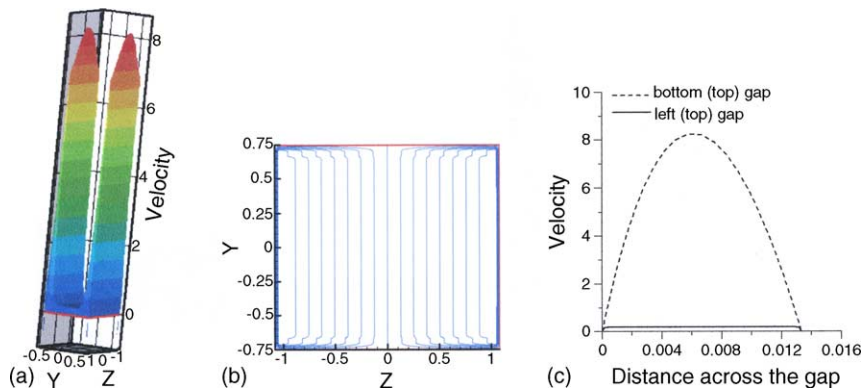 8
6
4
2
0
Velocity
-0.5 0 0.5 1 0 -1
Y
Z
(a)
0.75
0.5
0.25
0
-0.25
-0.5
-0.75
Y
-1 -0.5 0 0.5 1
Z
(b)
bottom (top) gap
left (top) gap
10
8
6
4
2
0
Velocity
0 0.004 0.008 0.012 0.016
Distance across the gap
(c)